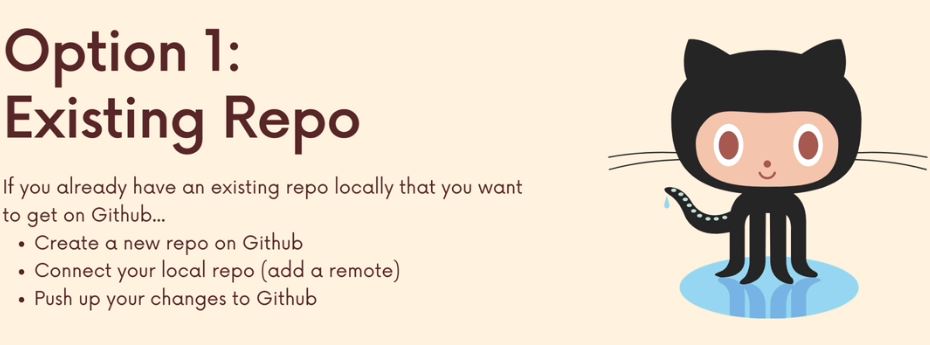 Option 1:
Existing Repo
If you already have an existing repo locally that you want
to get on Github...
• Create a new repo on Github
• Connect your local repo (add a remote)
• Push up your changes to Github